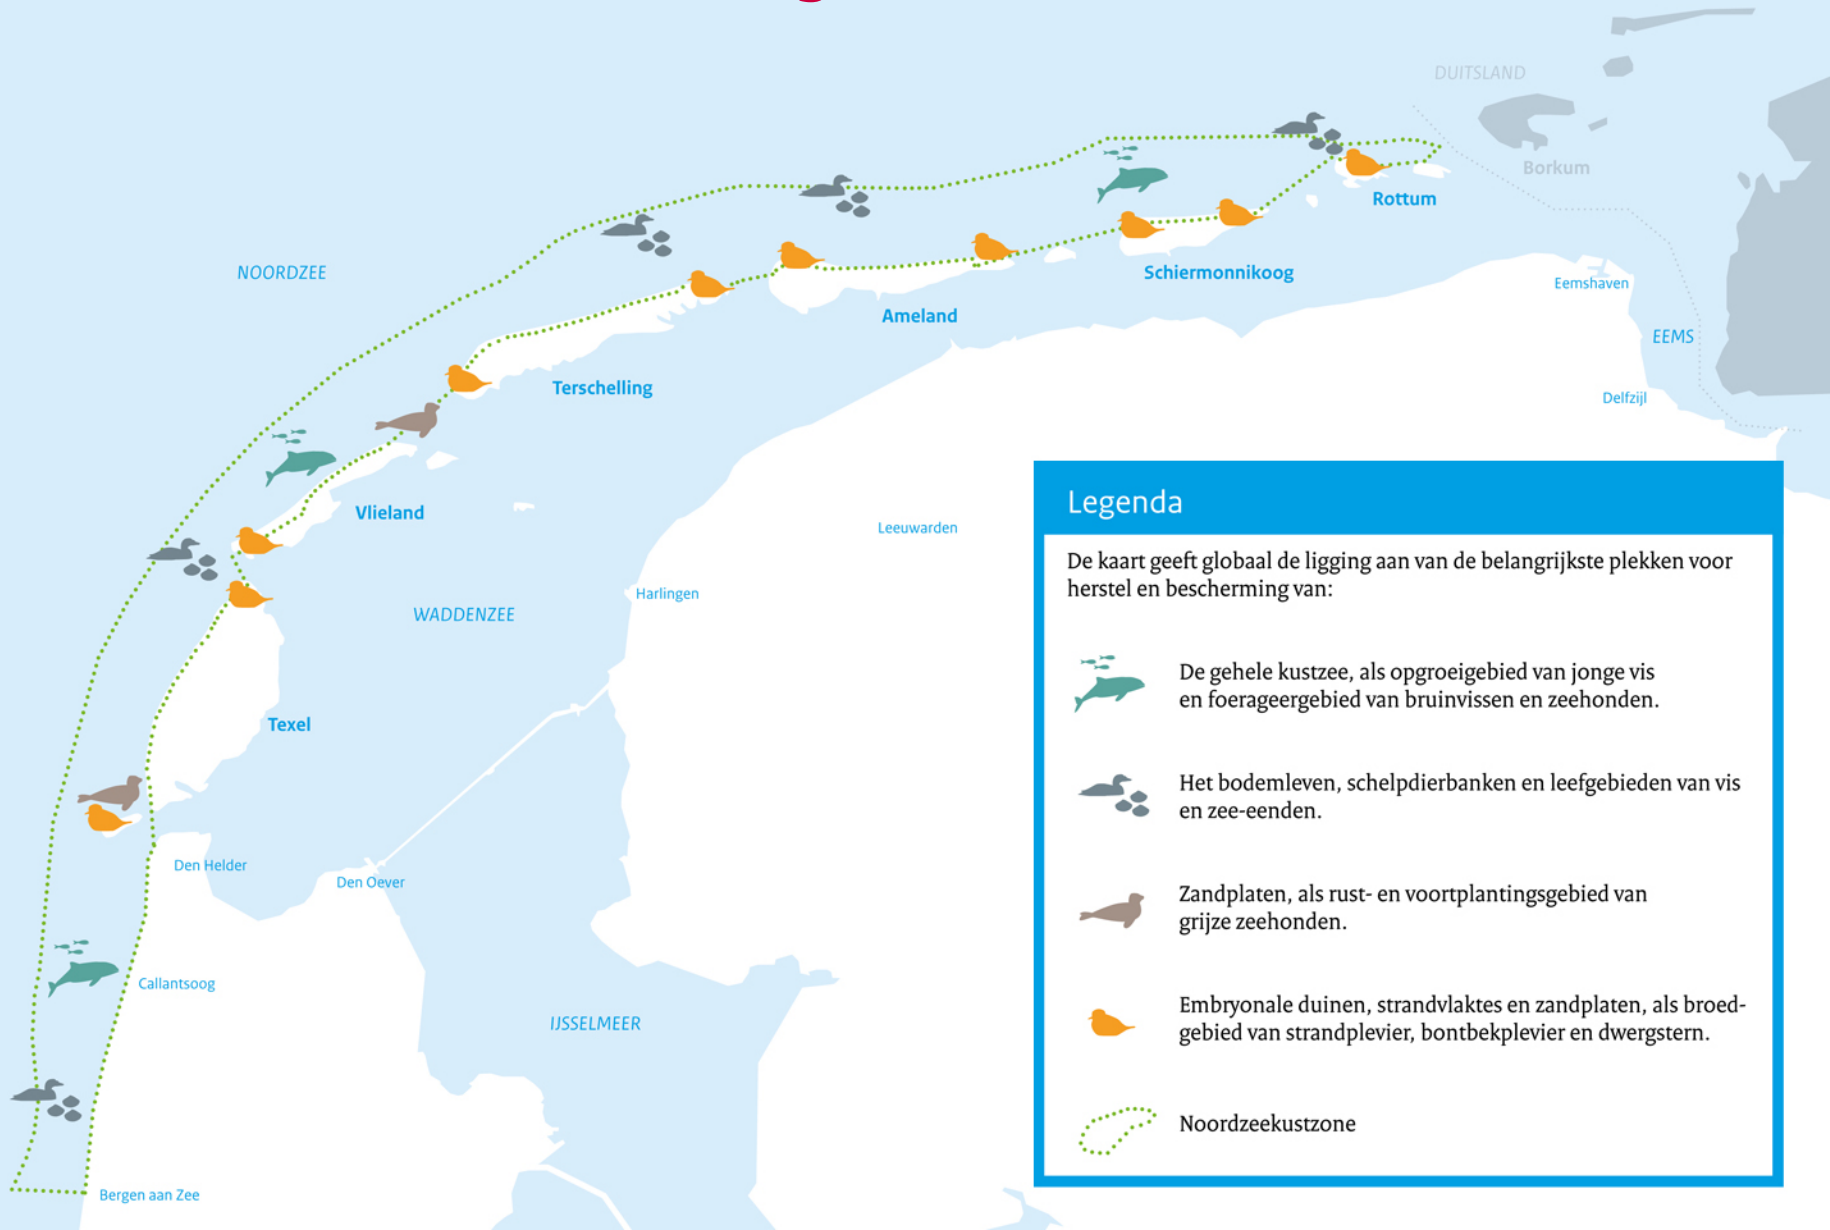 DUITSLAND
Borkum
Rottum
NOORDZEE
Schiermonnikoog
Eemshaven
Ameland
EEMS
Terschelling
Delfzijl
Vlieland
Leeuwarden
Harlingen
WADDENZEE
Texel
Den Helder
Den Oever
Callantsoog
IJSSELMEER
Bergen aan Zee
Legenda
De kaart geeft globaal de ligging aan van de belangrijkste plekken voor
herstel en bescherming van:
De gehele kustzee, als opgroeigebied van jonge vis
en foerageergebied van bruinvissen en zeehonden.
Het bodemleven, schelpdierbanken en leefgebieden van vis
en zee-eenden.
Zandplaten, als rust- en voortplantingsgebied van
grijze zeehonden.
Embryonale duinen, strandvlaktes en zandplaten, als broed-
gebied van strandplevier, bontbekplevier en dwergstern.
Noordzeekustzone